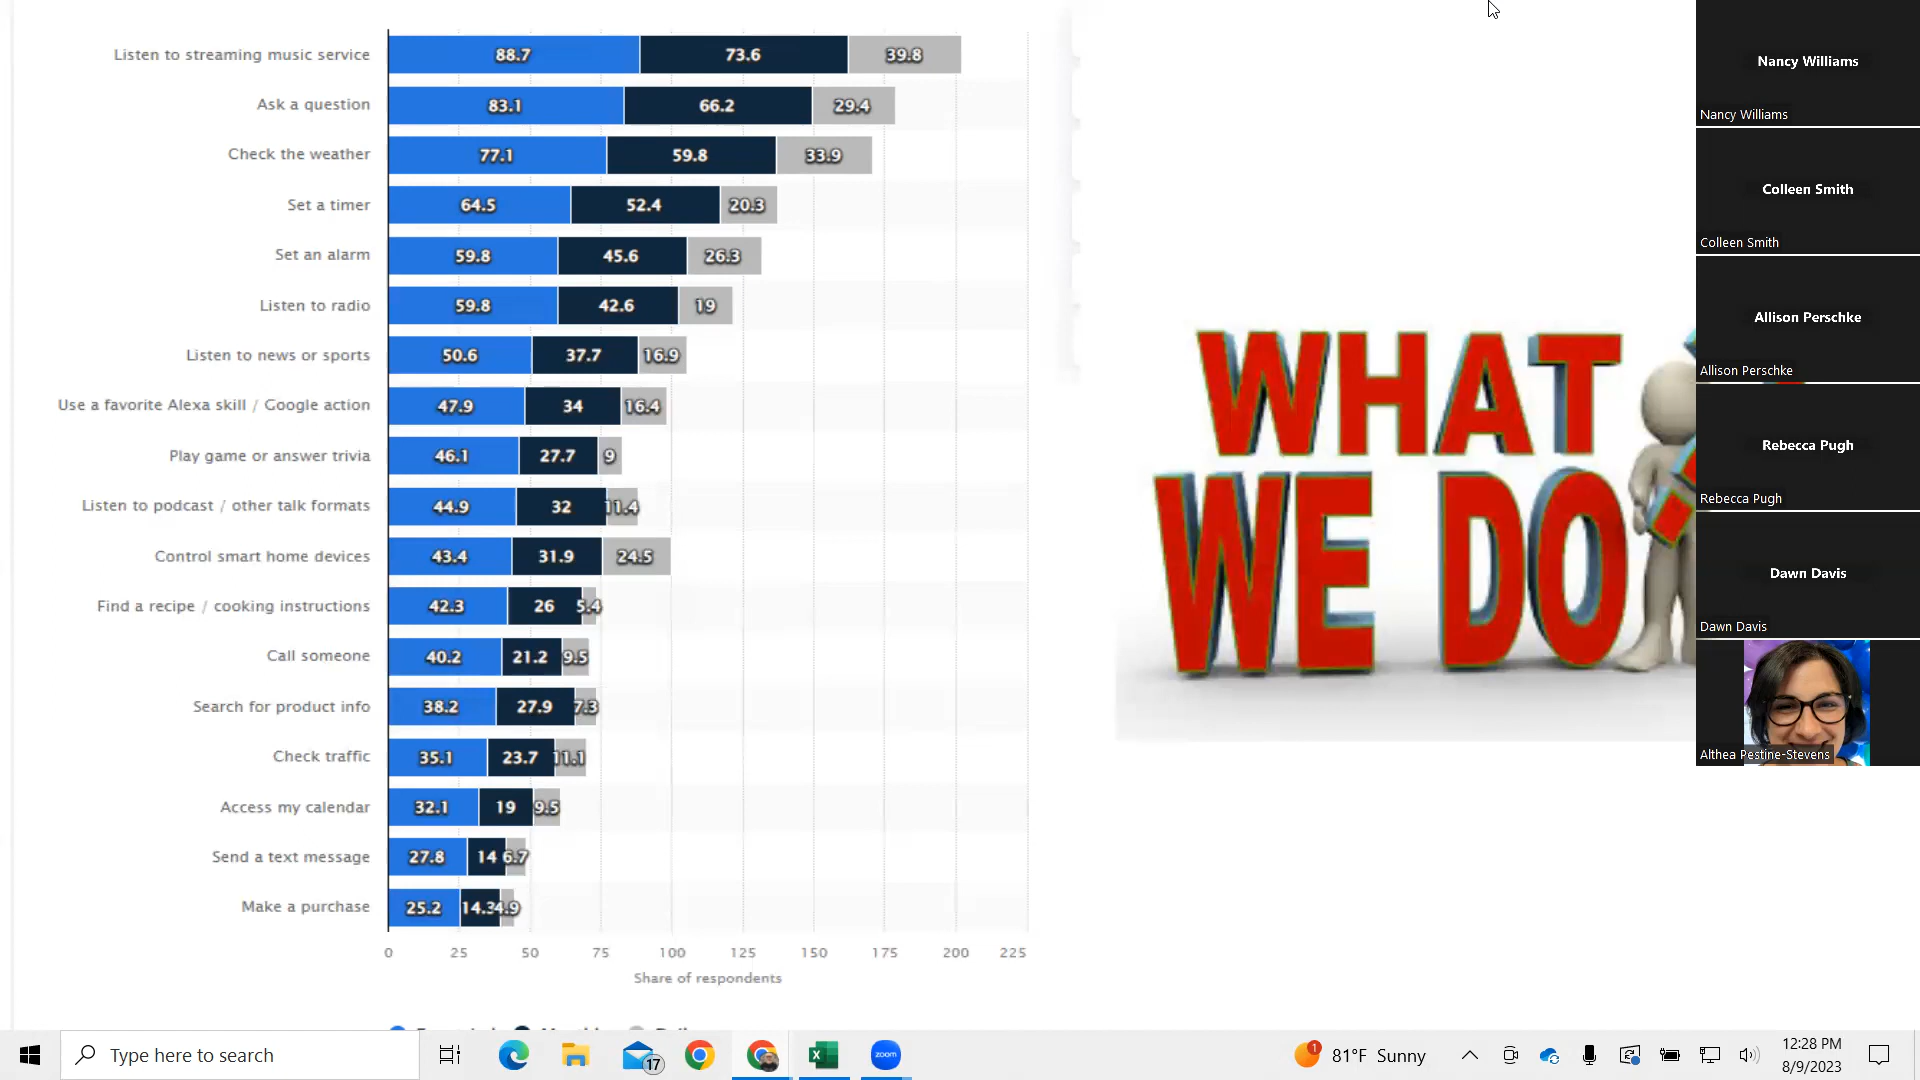 Listen to streaming music service 88.7 73.6 39.8
Ask a question 83.1 66.2 29.4
Check the weather 77.1 59.8 33.9
Set a timer 64.5 52.4 20.3
Set an alarm 59.8 45.6 26.3
Listen to radio 59.8 42.6 19
Listen to news or sports 50.6 37.7 16.9
Use a favorite Alexa skill / Google action 47.9 34 16.4
Play game or answer trivia 46.1 27.7 9
Listen to podcast / other talk formats 44.9 32 11.4
Control smart home devices 43.4 31.9 24.5
Find a recipe / cooking instructions 42.3 26 5.4
Call someone 40.2 21.2 9.5
Search for product info 38.2 27.9 7.3
Check traffic 35.1 23.7 11.1
Access my calendar 32.1 19 9.5
Send a text message 27.8 14 6.7
Make a purchase 25.2 14.3 4.9
0 25 50 75 100 125 150 175 200 225
Share of respondents
WHAT
WE DO
Nancy Williams
Nancy Williams
Colleen Smith
Colleen Smith
Allison Perschke
Allison Perschke
Rebecca Pugh
Rebecca Pugh
Dawn Davis
Dawn Davis
Althea Pestine-Stevens
Type here to search
17
zoom
1
81°F Sunny
12:28 PM
8/9/2023